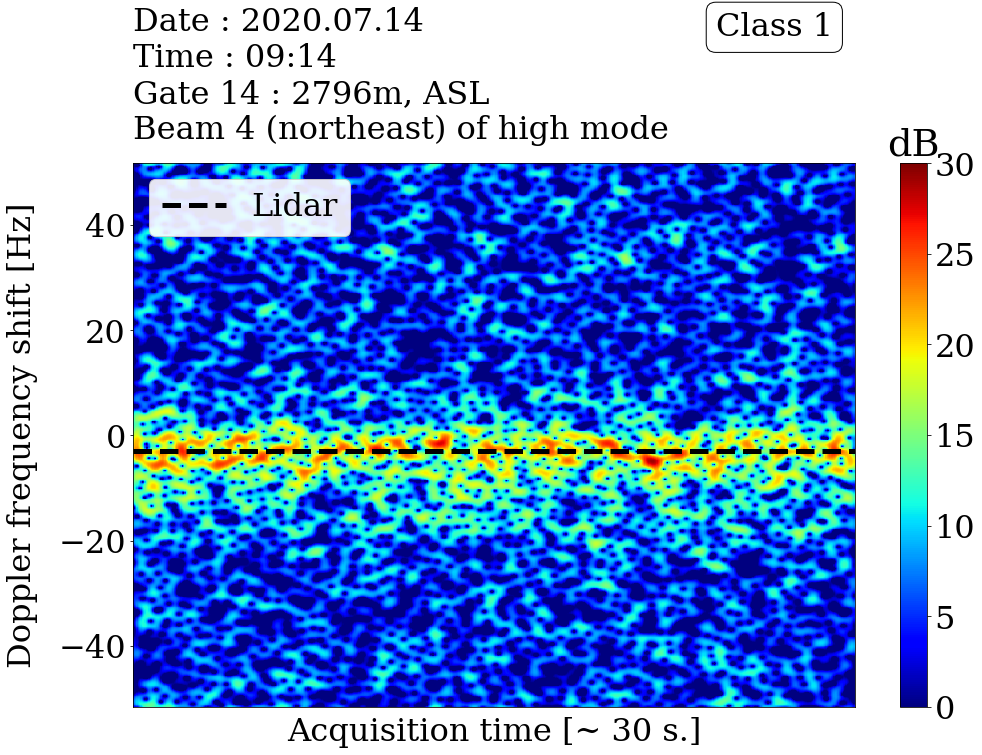 Date : 2020.07.14
Time : 09:14
Gate 14 : 2796m, ASL
Beam 4 (northeast) of high mode
Class 1
dB
Lidar
Doppler frequency shift [Hz]
40
20
0
−20
−40
Acquisition time [~ 30 s.]
30
25
20
15
10
5
0